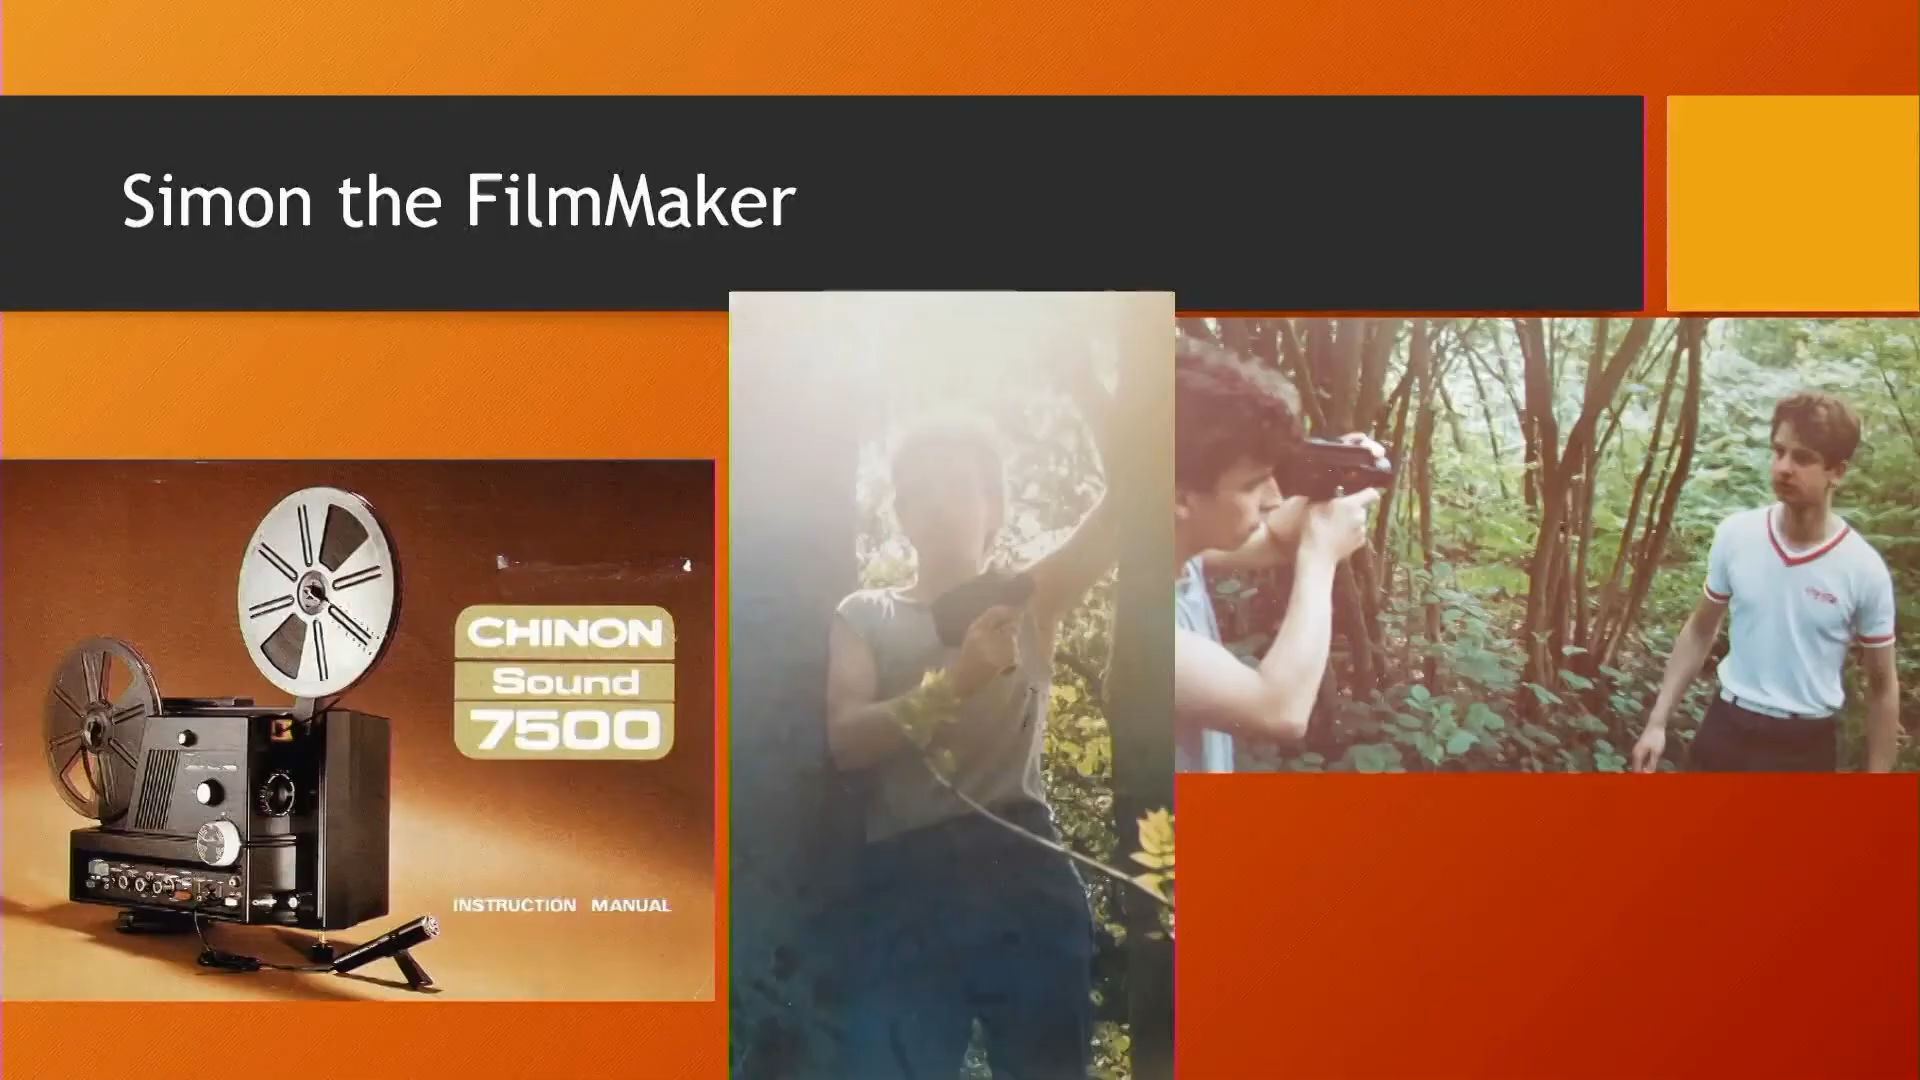 Simon the FilmMaker
CHINON
Sound
7500
INSTRUCTION MANUAL